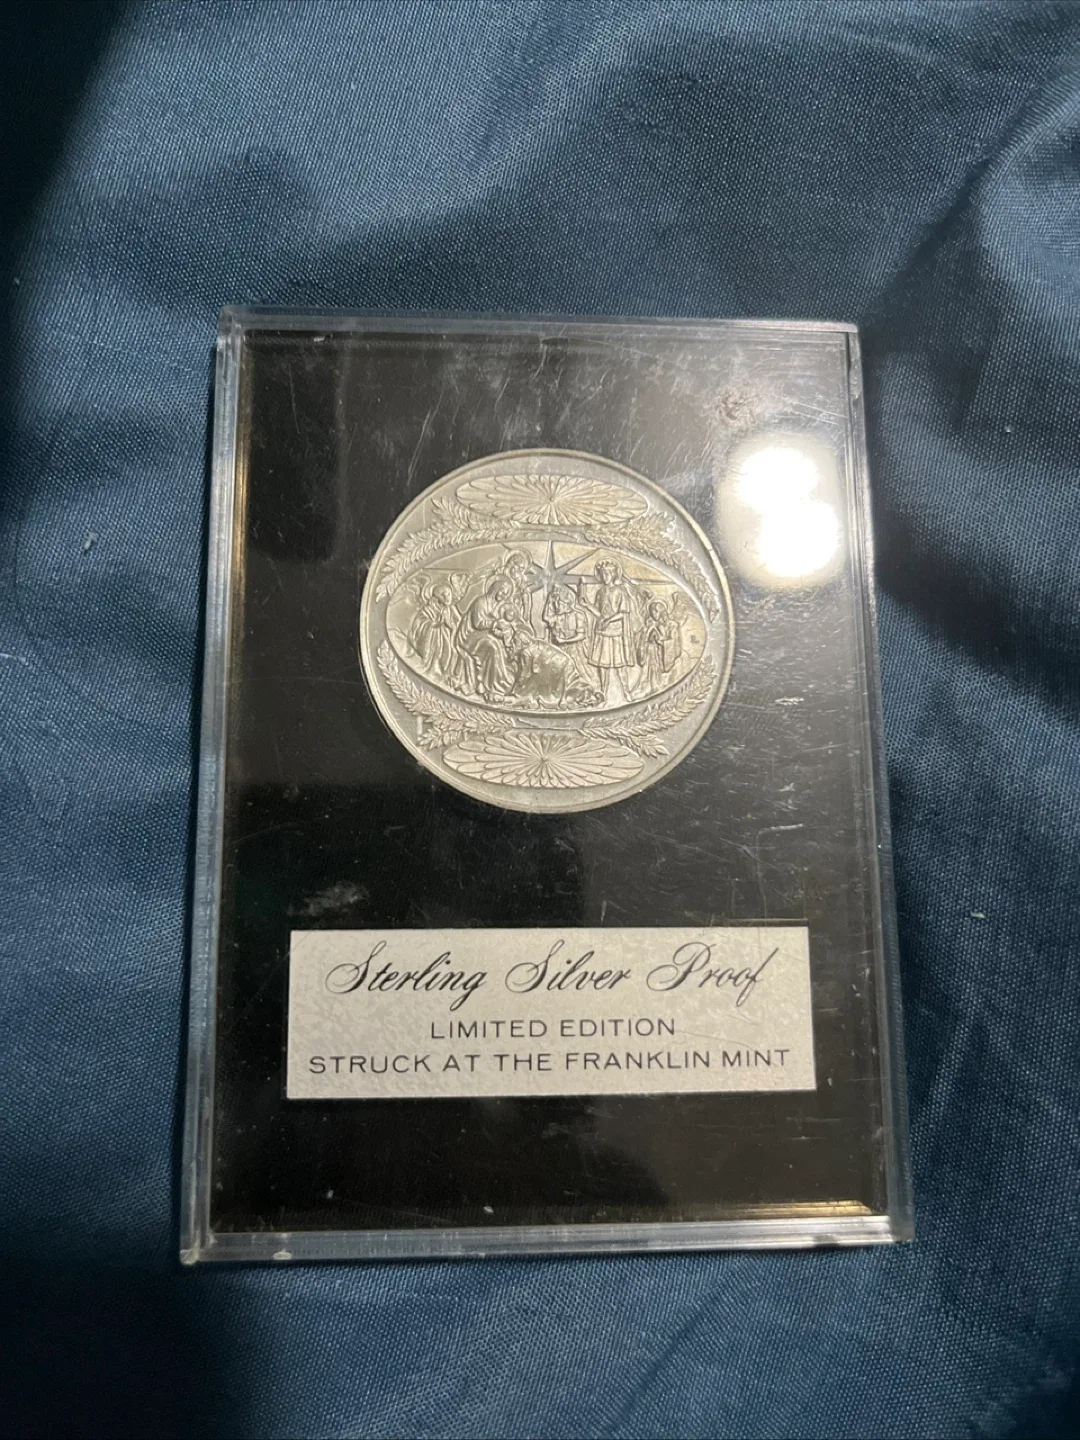 Sterling Silver Proof
LIMITED EDITION
STRUCK AT THE FRANKLIN MINT